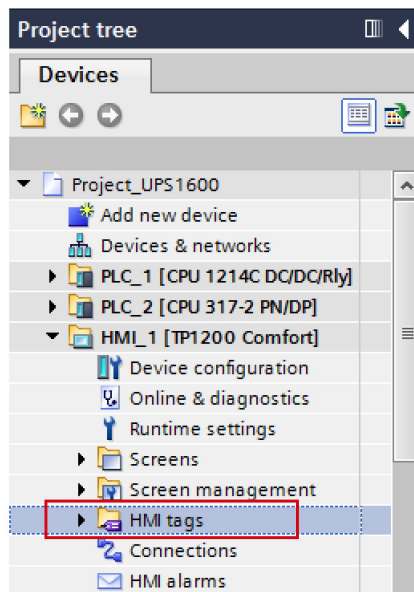 Project tree
Devices
Project_UPS1600
Add new device
Devices & networks
PLC_1 [CPU 1214C DC/DC/Rly]
PLC_2 [CPU 317-2 PN/DP]
HMI_1 [TP1200 Comfort]
Device configuration
Online & diagnostics
Runtime settings
Screens
Screen management
HMI tags
Connections
HMI alarms